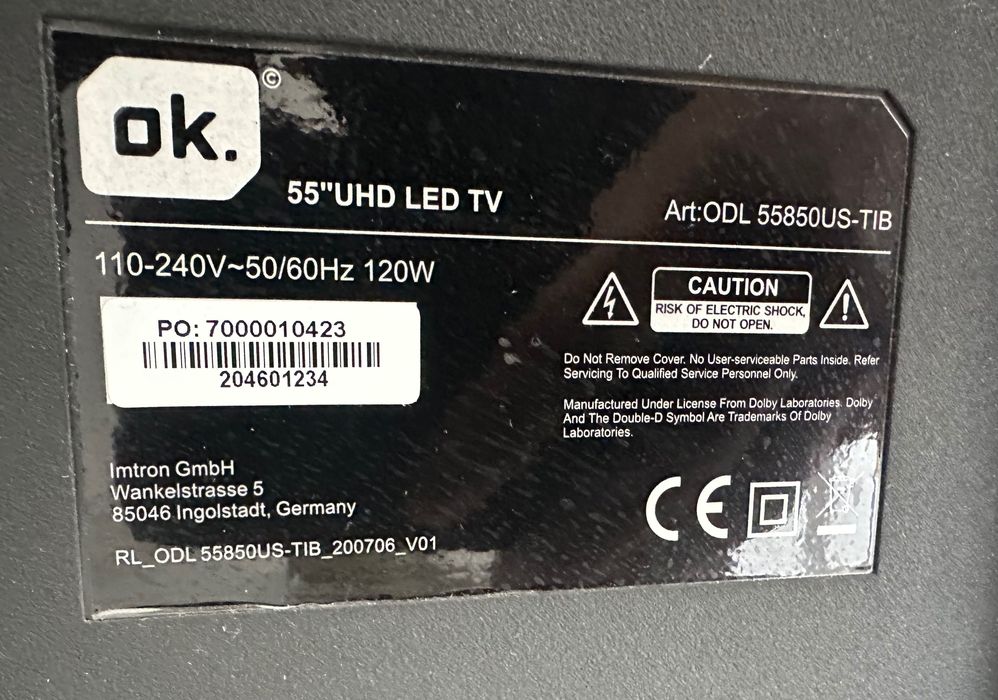 ok. ©
55"UHD LED TV
Art:ODL 55850US-TIB
110-240V~50/60Hz 120W
PO: 7000010423
204601234
CAUTION
RISK OF ELECTRIC SHOCK,
DO NOT OPEN.
Do Not Remove Cover. No User-serviceable Parts Inside. Refer
Servicing To Qualified Service Personnel Only.
Manufactured Under License From Dolby Laboratories. Dolby
And The Double-D Symbol Are Trademarks Of Dolby
Laboratories.
Imtron GmbH
Wankelstrasse 5
85046 Ingolstadt, Germany
RL_ODL 55850US-TIB_200706_V01
CE